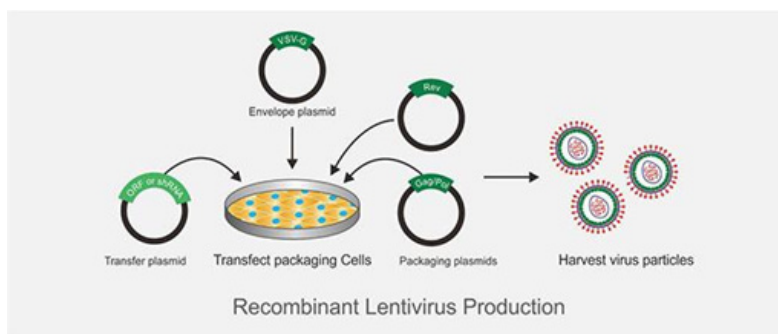 VSV-G
Envelope plasmid
Rev
ORF or shRNA
Gag/Pol
Transfer plasmid
Transfect packaging Cells
Packaging plasmids
Harvest virus particles
Recombinant Lentivirus Production